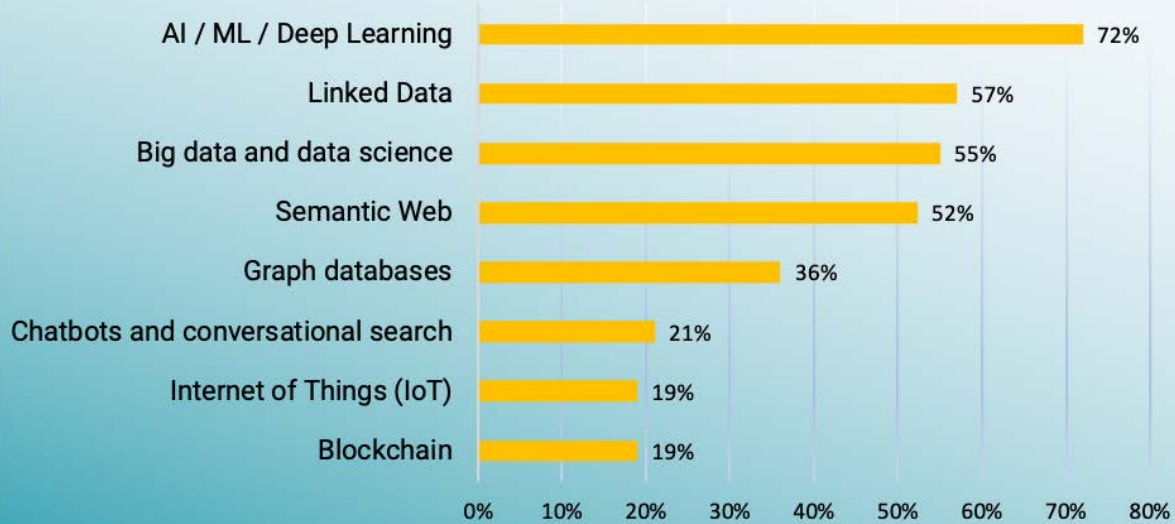 AI / ML / Deep Learning 72%
Linked Data 57%
Big data and data science 55%
Semantic Web 52%
Graph databases 36%
Chatbots and conversational search 21%
Internet of Things (IoT) 19%
Blockchain 19%
0% 10% 20% 30% 40% 50% 60% 70% 80%